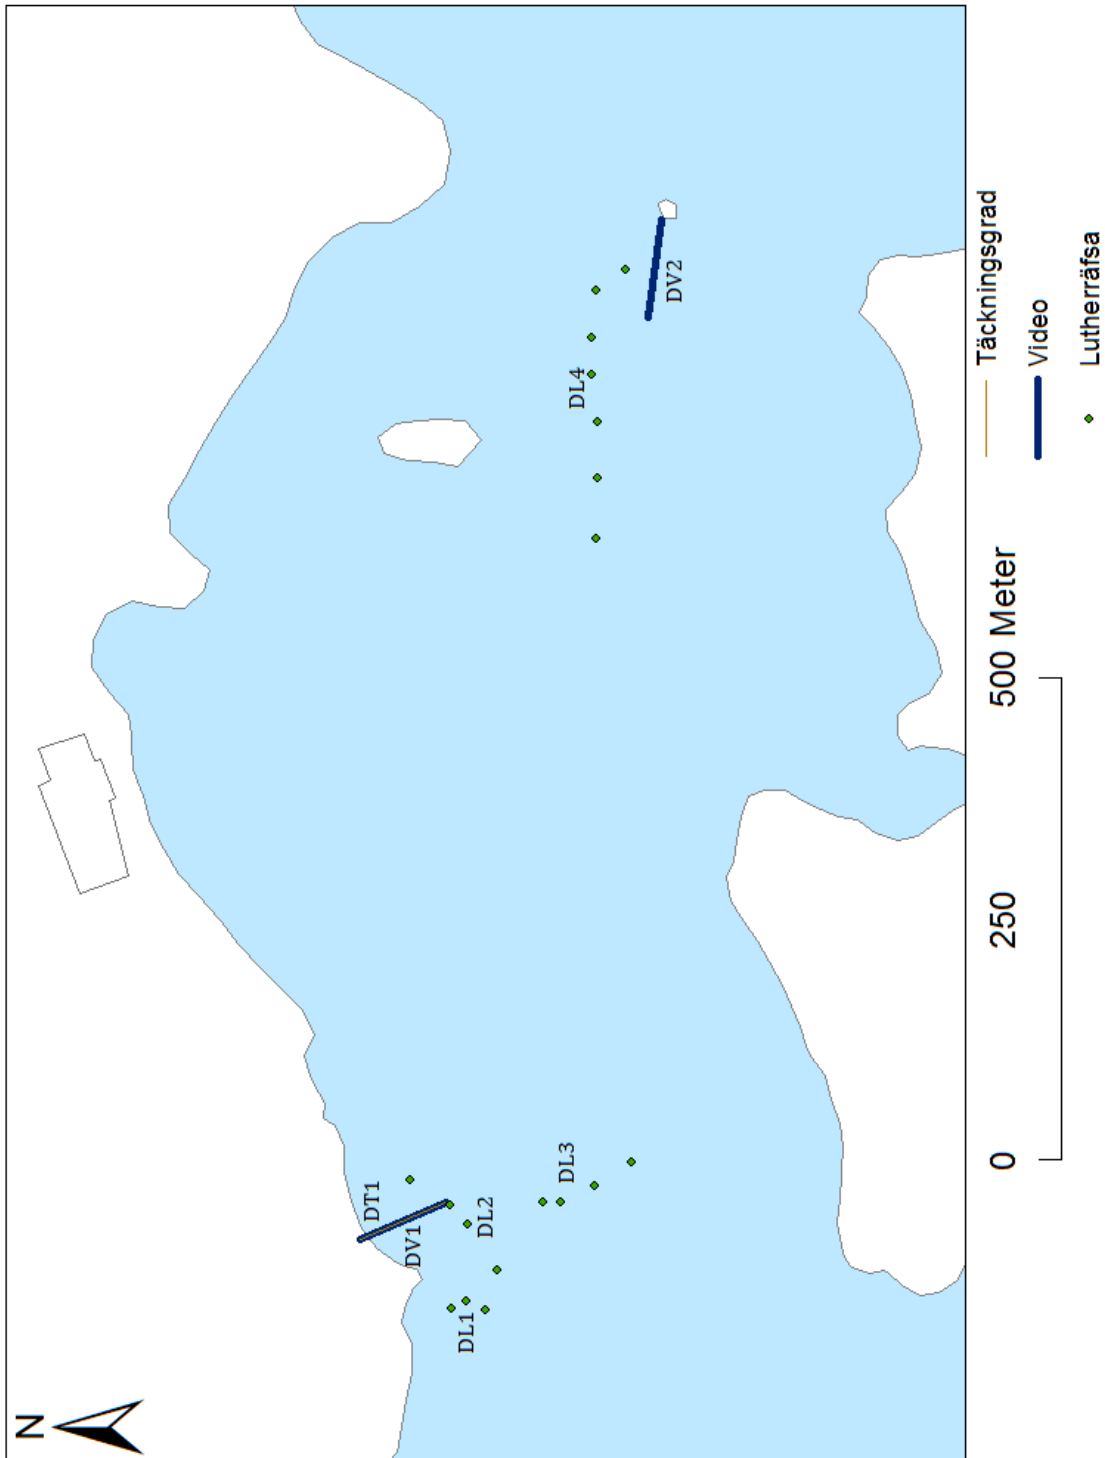 N
DT1
DV1
DL2
DL1
DL3
DL4
DV2
0 250 500 Meter
Täckningsgrad
Video
Lutherräfsa